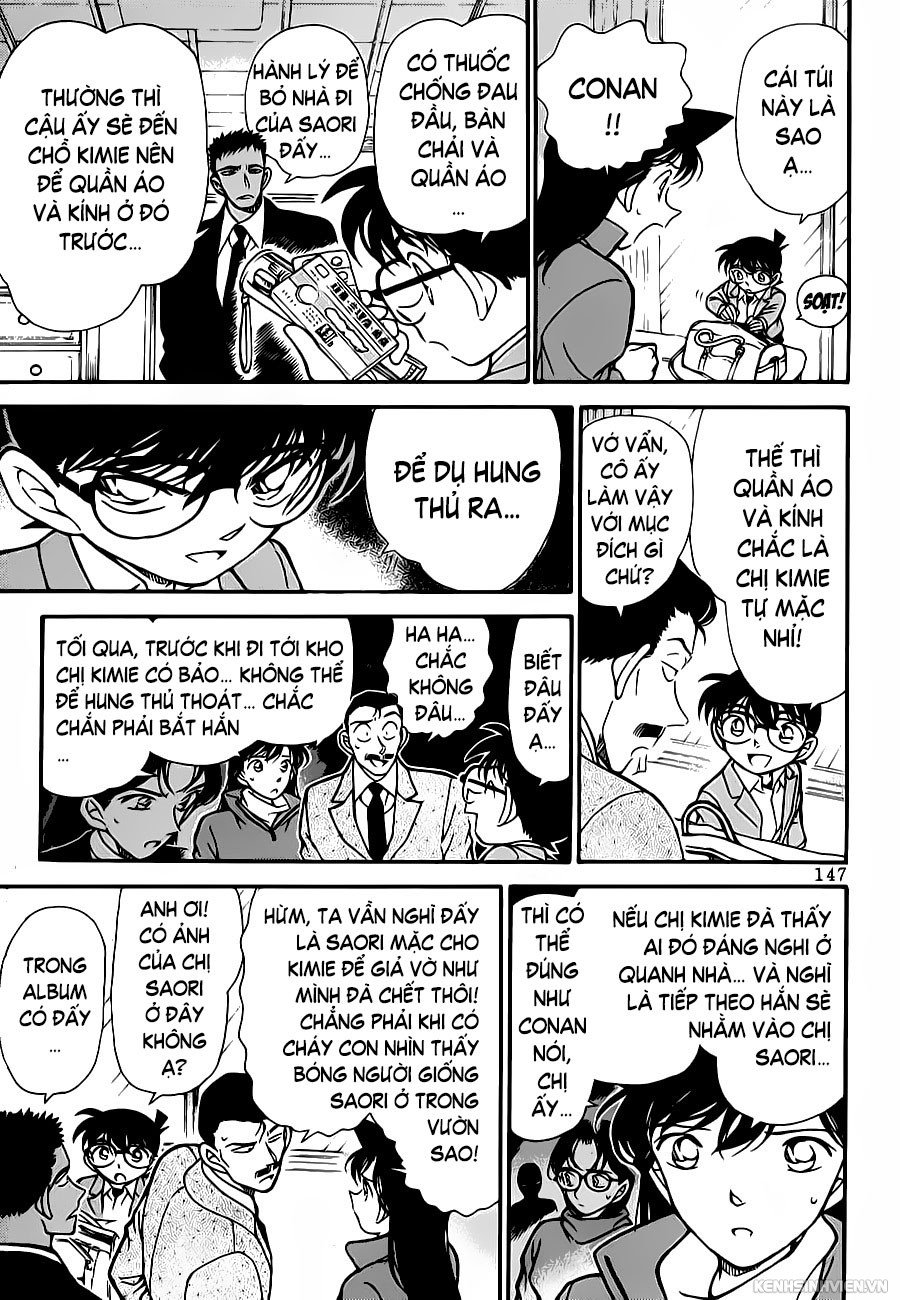 CÁI TÚI
NÀY LÀ
SAO
Ạ...
SOẠT!
CONAN
!!
CÓ THUỐC
CHỐNG ĐAU
ĐẦU, BÀN
CHẢI VÀ
QUẦN ÁO
...
HÀNH LÝ ĐỂ
BỎ NHÀ ĐI
CỦA SAORI
ĐẤY...
THƯỜNG THÌ
CẬU ẤY SẼ ĐẾN
CHỖ KIMIE NÊN
ĐỂ QUẦN ÁO
VÀ KÍNH Ở ĐÓ
TRƯỚC...
THẾ THÌ
QUẦN ÁO
VÀ KÍNH
CHẮC LÀ
CHỊ KIMIE
TỰ MẶC
NHỈ!
VỚ VẨN,
CÔ ẤY
LÀM VẬY
VỚI MỤC
ĐÍCH GÌ
CHỨ?
ĐỂ DỤ HUNG
THỦ RA...
BIẾT
ĐÂU
ĐẤY
Ạ...
HA HA...
CHẮC
KHÔNG
ĐÂU...
TỐI QUA, TRƯỚC KHI ĐI TỚI KHO
CHỊ KIMIE CÓ BẢO... KHÔNG THỂ
ĐỂ HUNG THỦ THOÁT... CHẮC
CHẮN PHẢI BẮT HẮN
...
147
NẾU CHỊ KIMIE ĐÃ THẤY
AI ĐÓ ĐÁNG NGHI Ở
QUANH NHÀ... VÀ NGHĨ
LÀ TIẾP THEO HẮN SẼ
NHẰM VÀO CHỊ
SAORI...
THÌ CÓ
THỂ
ĐÚNG
NHƯ
CONAN
NÓI,
CHỊ
ẤY...
HỪM, TA VẪN NGHĨ ĐẤY
LÀ SAORI MẶC CHO
KIMIE ĐỂ GIẢ VỜ NHƯ
MÌNH ĐÃ CHẾT THÔI!
CHẲNG PHẢI KHI CÓ
CHÁY CON NHÌN THẤY
BÓNG NGƯỜI GIỐNG
SAORI Ở TRONG
VƯỜN
SAO!
ANH ƠI!
CÓ ẢNH
CỦA CHỊ
SAORI
Ở ĐÂY
KHÔNG
Ạ?
TRONG
ALBUM
CÓ ĐẤY
...
KENHSINHVIEN.VN